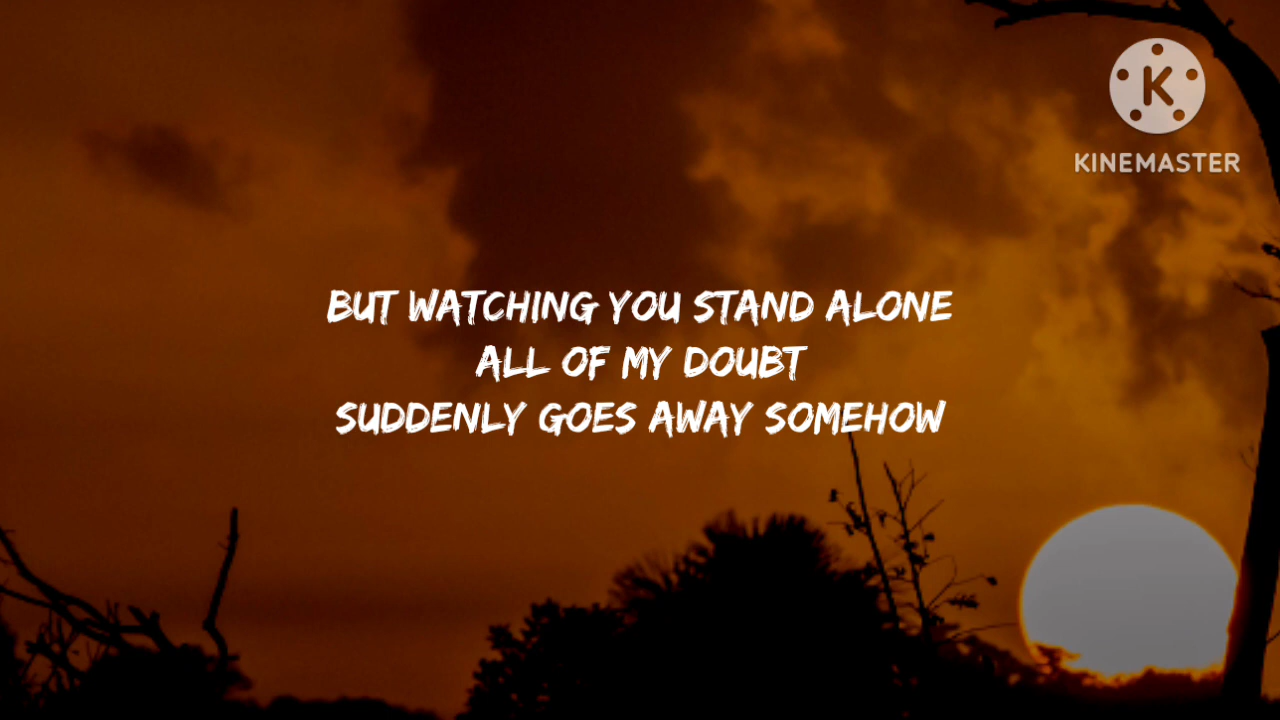 K
KINEMASTER
BUT WATCHING YOU STAND ALONE
ALL OF MY DOUBT
SUDDENLY GOES AWAY SOMEHOW